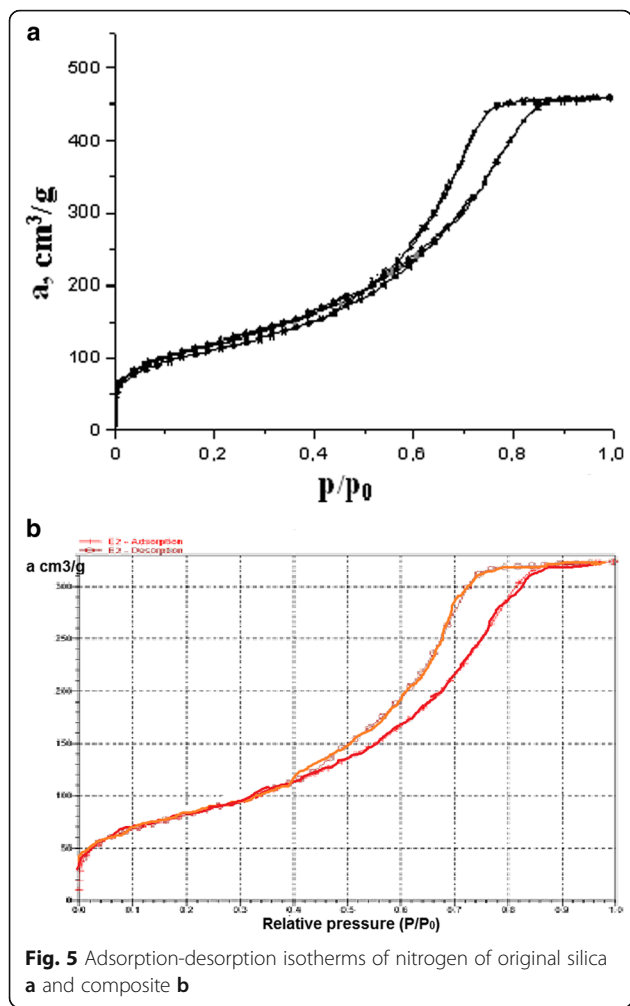 a
500
400
300
200
100
0
a, cm³/g
0 0,2 0,4 0,6 0,8 1,0
p/p₀
b
E2 - Adsorption
E2 - Desorption
a cm3/g
300
250
200
150
100
50
0
0.0 0.1 0.2 0.3 0.4 0.5 0.6 0.7 0.8 0.9 1.0
Relative pressure (P/P₀)
Fig. 5 Adsorption-desorption isotherms of nitrogen of original silica
a and composite b